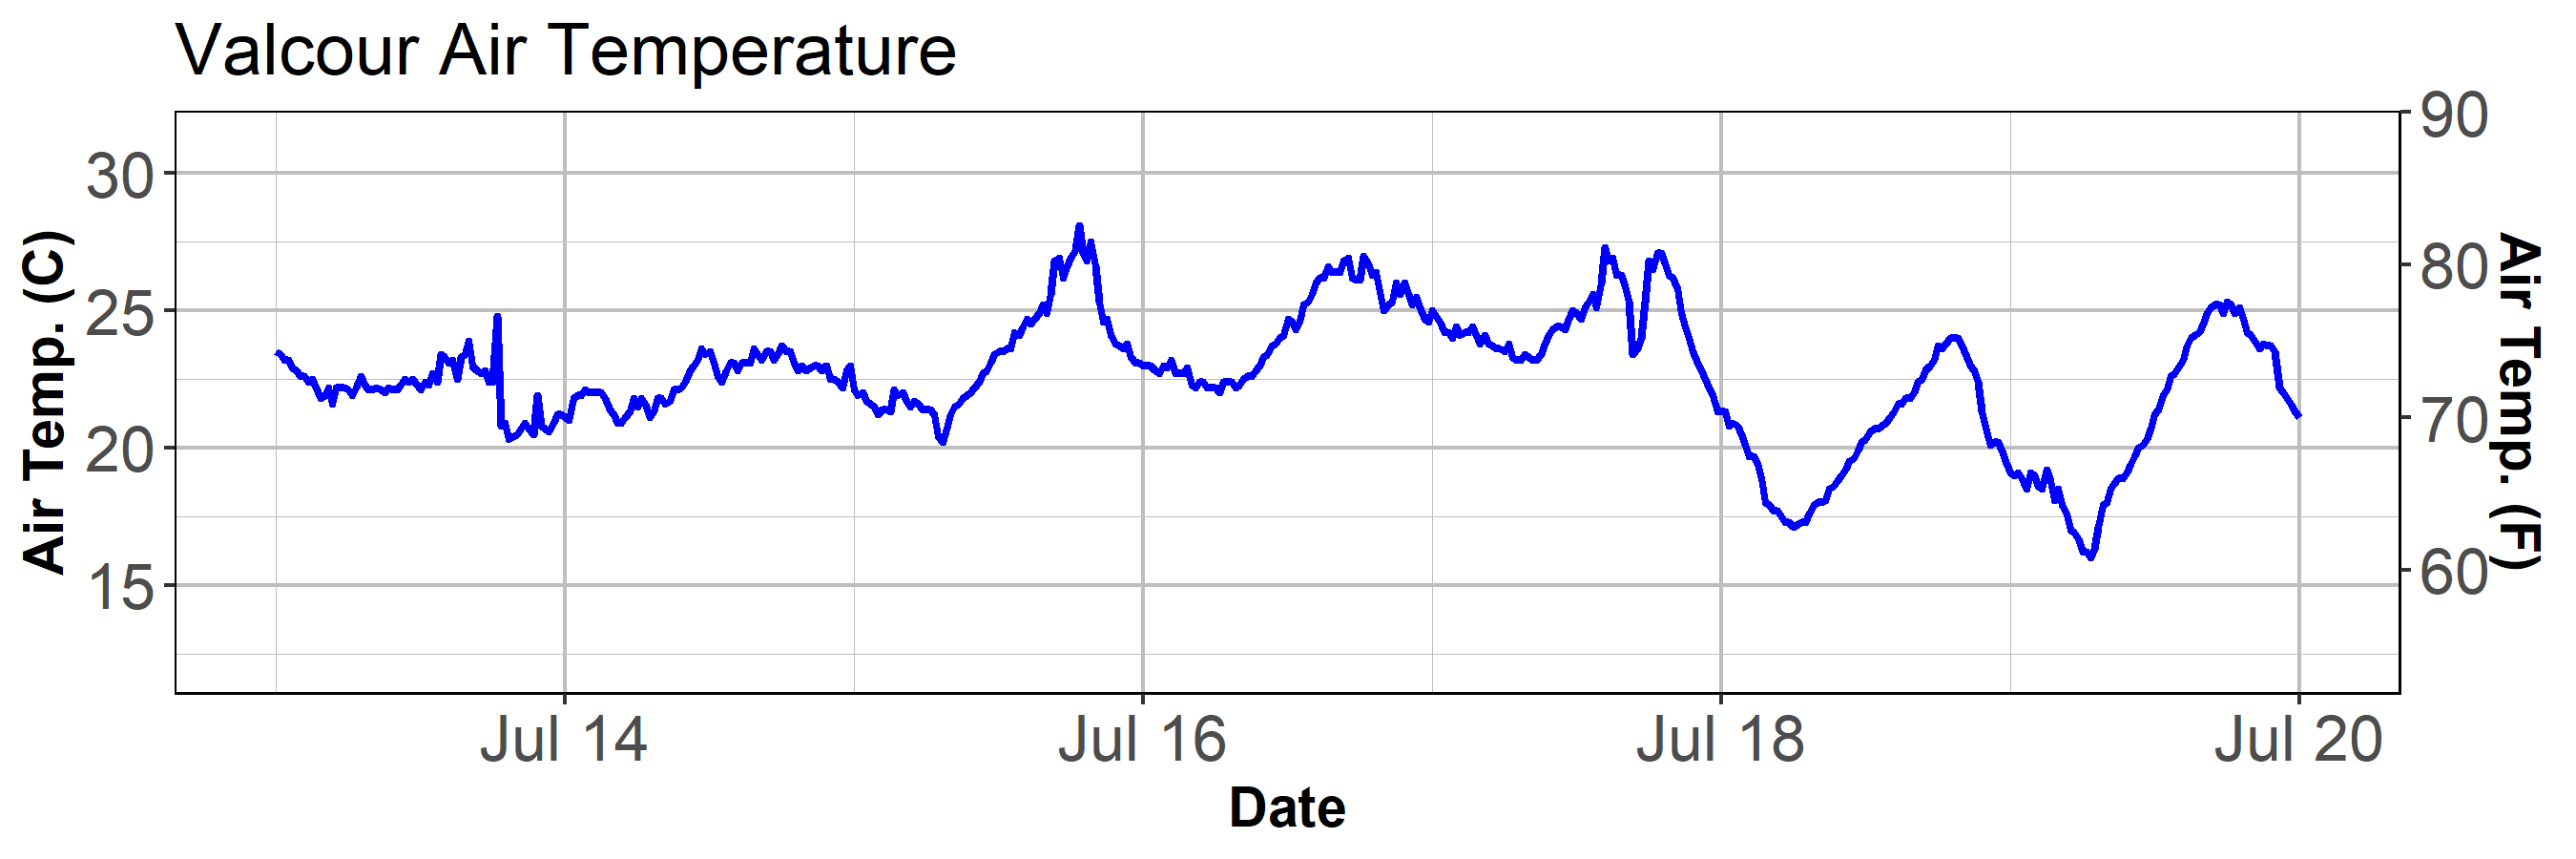 Valcour Air Temperature
Air Temp. (C)
30
25
20
15
90
80
70
60
Air Temp. (F)
Jul 14
Jul 16
Jul 18
Jul 20
Date